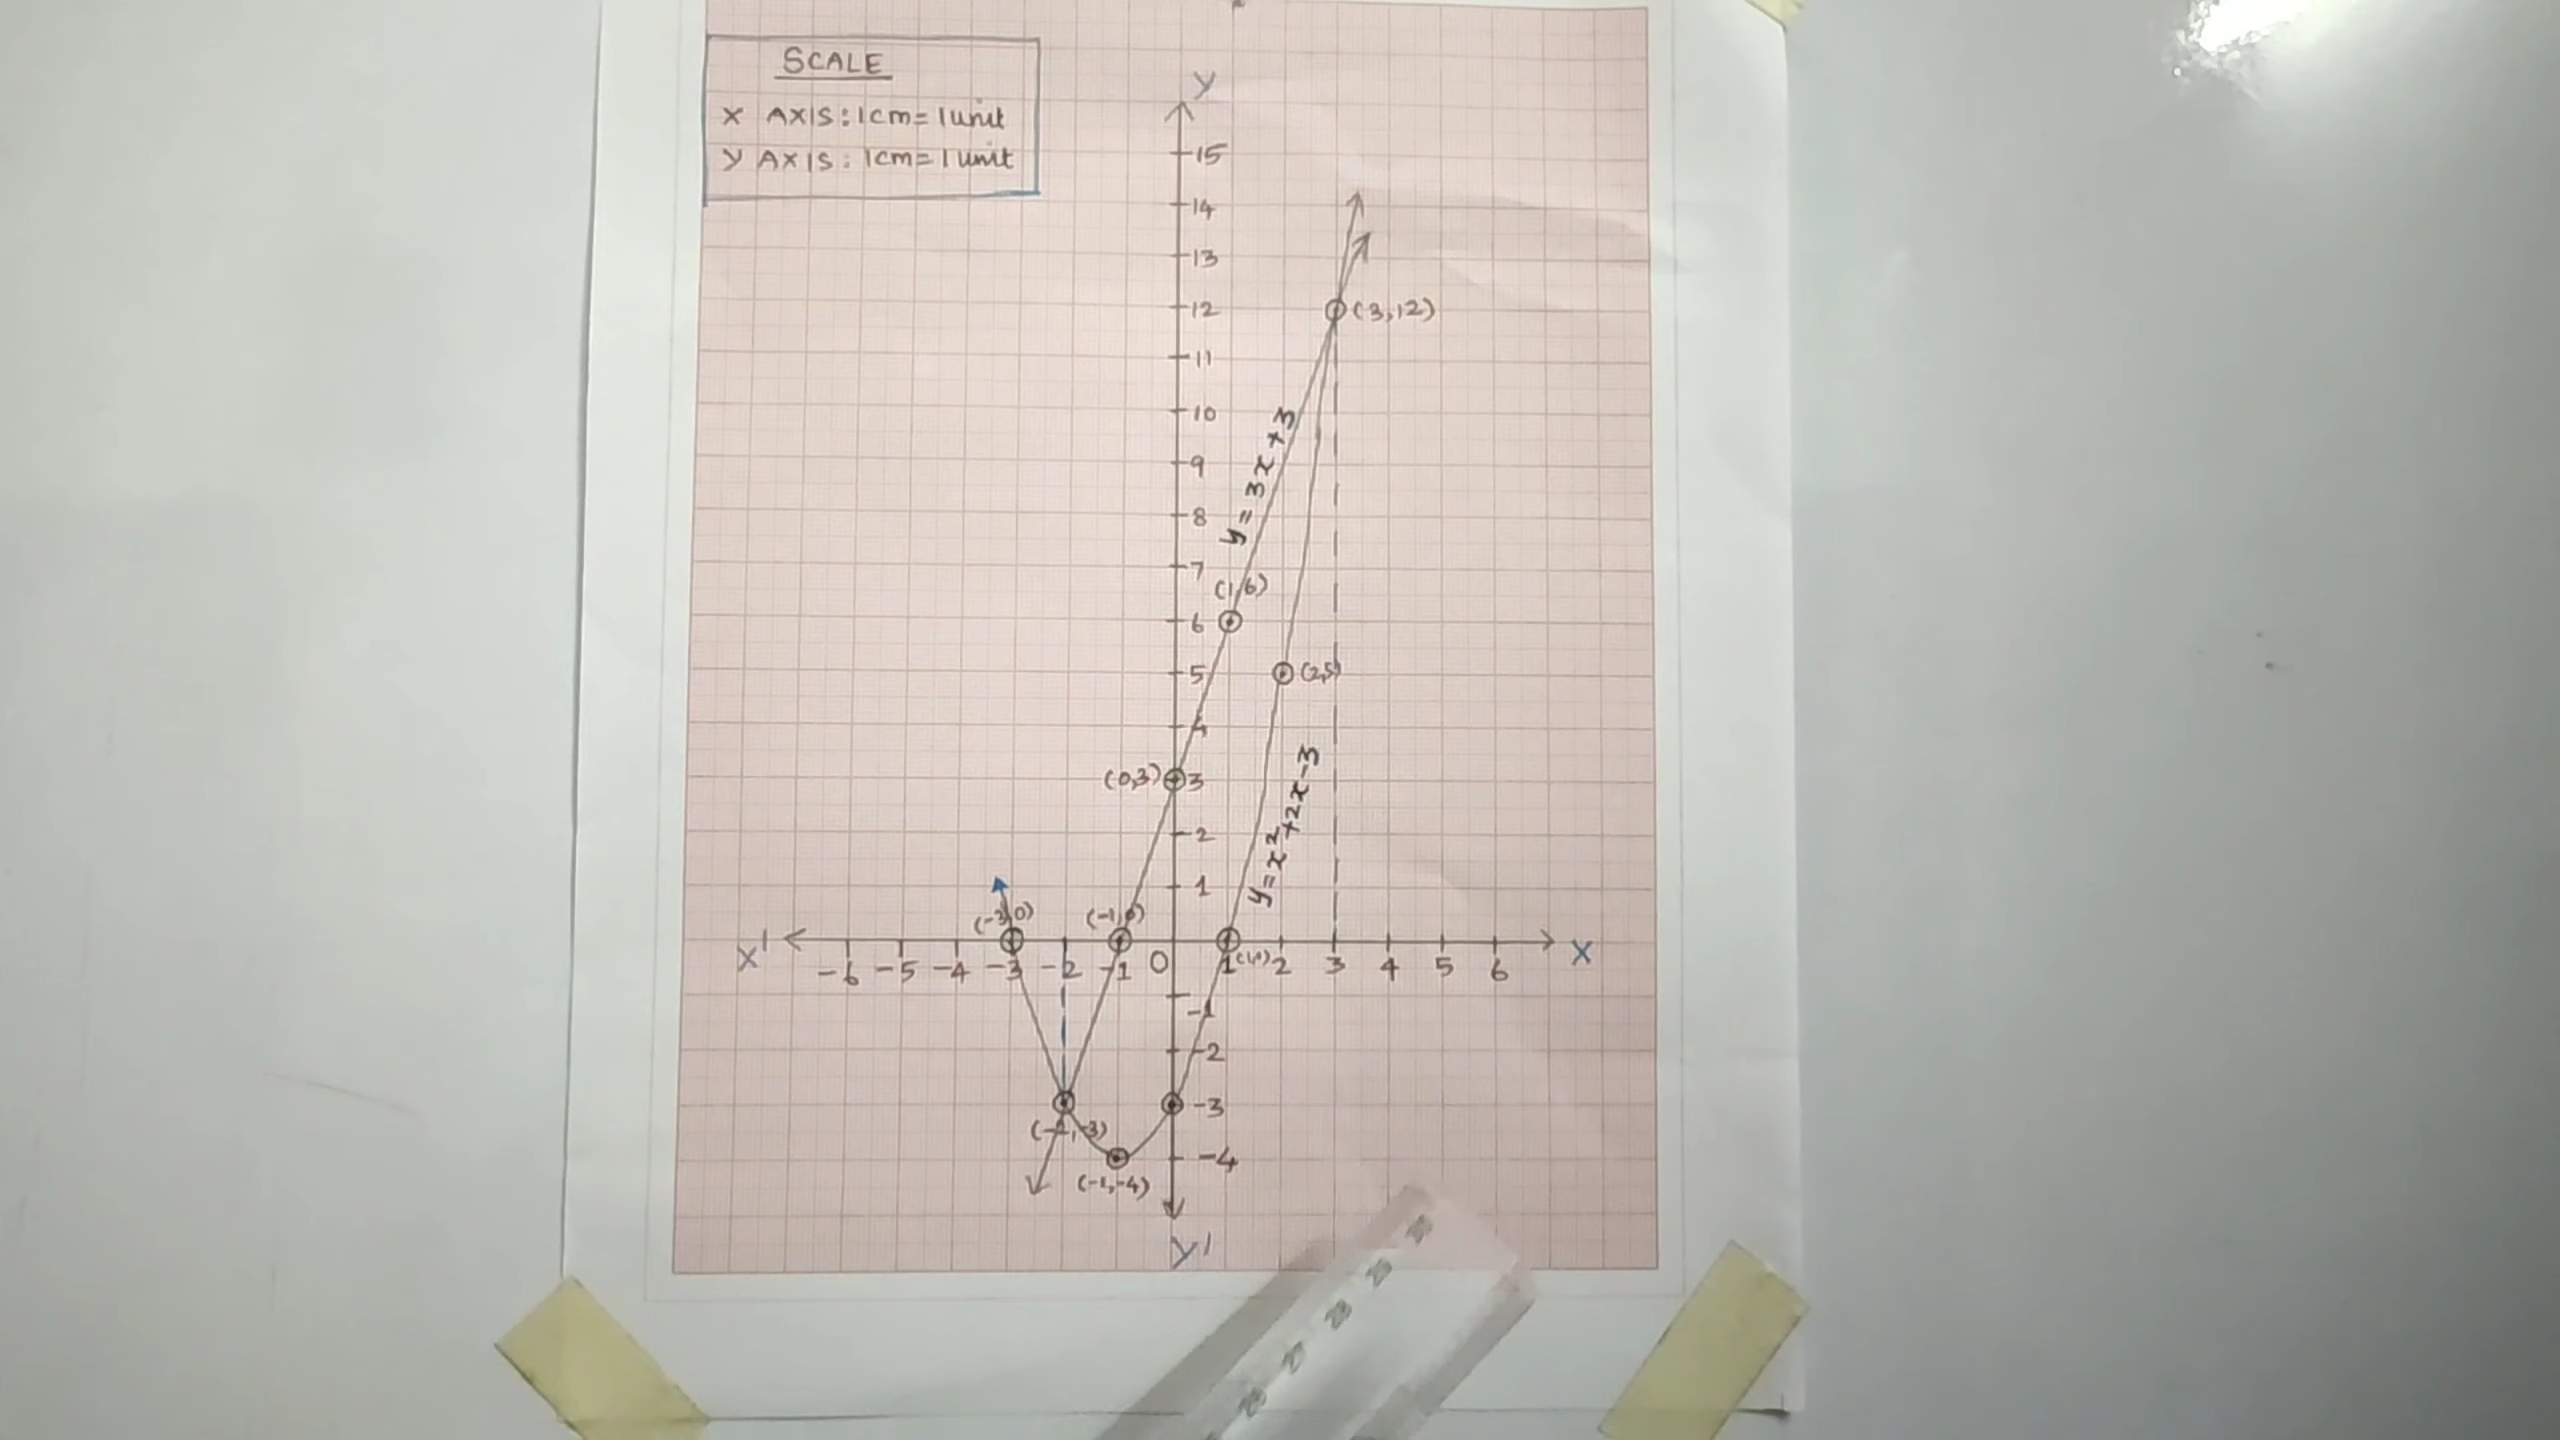 SCALE
X AXIS: 1cm=1unit
Y AXIS: 1cm=1unit
Y
15
14
13
12
(3,12)
11
10
9
8
7
y=3x+3
(1,6)
6
5
(2,5)
4
(0,3)
3
2
1
y=x²+2x-3
(-3,0)
(-1,0)
X'
-6 -5 -4 -3 -2 -1 0 1 (1,0) 2 3 4 5 6
X
-1
-2
-3
(-2,-3)
-4
(-1,-4)
Y'